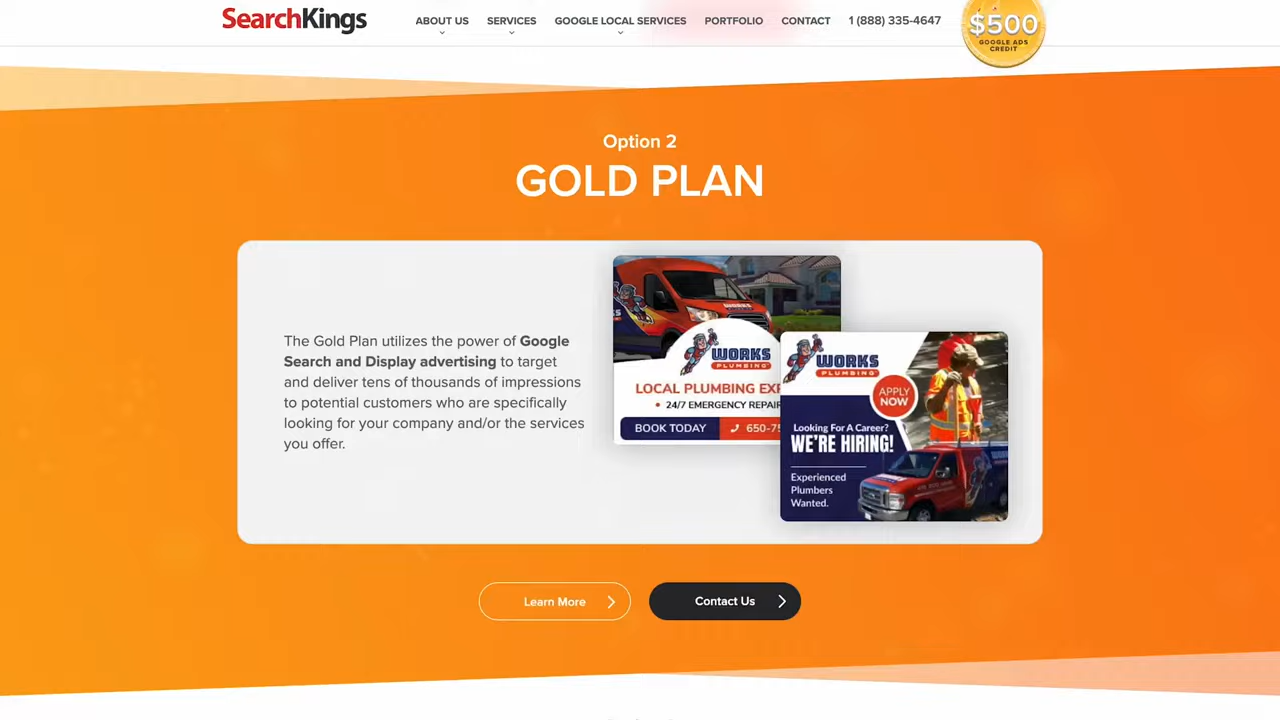 SearchKings
ABOUT US
SERVICES
GOOGLE LOCAL SERVICES
PORTFOLIO
CONTACT
1 (888) 335-4647
$500
GOOGLE ADS
CREDIT
Option 2
GOLD PLAN
The Gold Plan utilizes the power of Google
Search and Display advertising to target
and deliver tens of thousands of impressions
to potential customers who are specifically
looking for your company and/or the services
you offer.
WORKS
PLUMBING
LOCAL PLUMBING EXP
• 24/7 EMERGENCY REPAIR
BOOK TODAY
650-75
WORKS
PLUMBING
APPLY
NOW
Looking For A Career?
WE'RE HIRING!
Experienced
Plumbers
Wanted.
Learn More
Contact Us